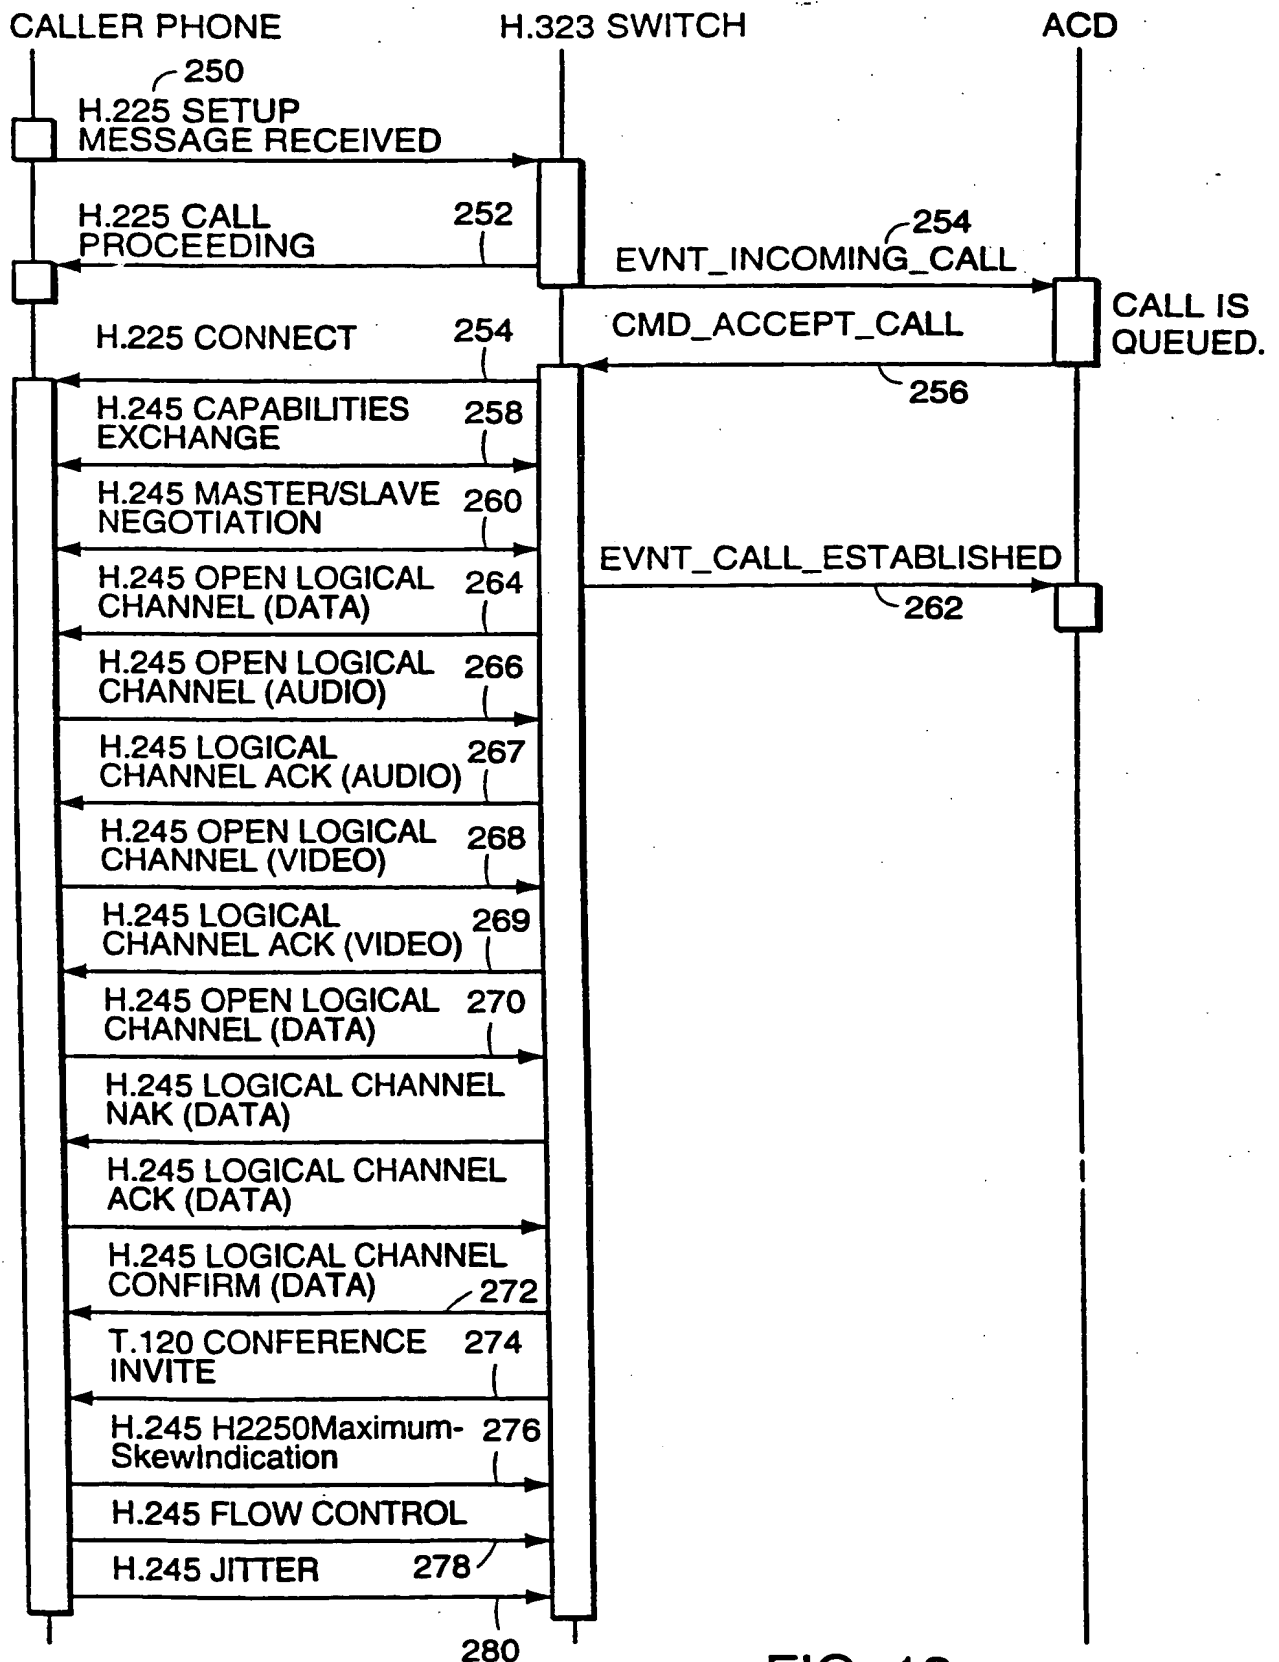 CALLER PHONE
H.323 SWITCH
ACD
250
H.225 SETUP
MESSAGE RECEIVED
H.225 CALL
PROCEEDING
252
254
EVNT_INCOMING_CALL
CALL IS
QUEUED.
CMD_ACCEPT_CALL
256
H.225 CONNECT
254
H.245 CAPABILITIES
EXCHANGE
258
H.245 MASTER/SLAVE
NEGOTIATION
260
EVNT_CALL_ESTABLISHED
262
H.245 OPEN LOGICAL
CHANNEL (DATA)
264
H.245 OPEN LOGICAL
CHANNEL (AUDIO)
266
H.245 LOGICAL
CHANNEL ACK (AUDIO)
267
H.245 OPEN LOGICAL
CHANNEL (VIDEO)
268
H.245 LOGICAL
CHANNEL ACK (VIDEO)
269
H.245 OPEN LOGICAL
CHANNEL (DATA)
270
H.245 LOGICAL CHANNEL
NAK (DATA)
H.245 LOGICAL CHANNEL
ACK (DATA)
H.245 LOGICAL CHANNEL
CONFIRM (DATA)
272
T.120 CONFERENCE
INVITE
274
H.245 H2250Maximum-
SkewIndication
276
H.245 FLOW CONTROL
278
H.245 JITTER
280